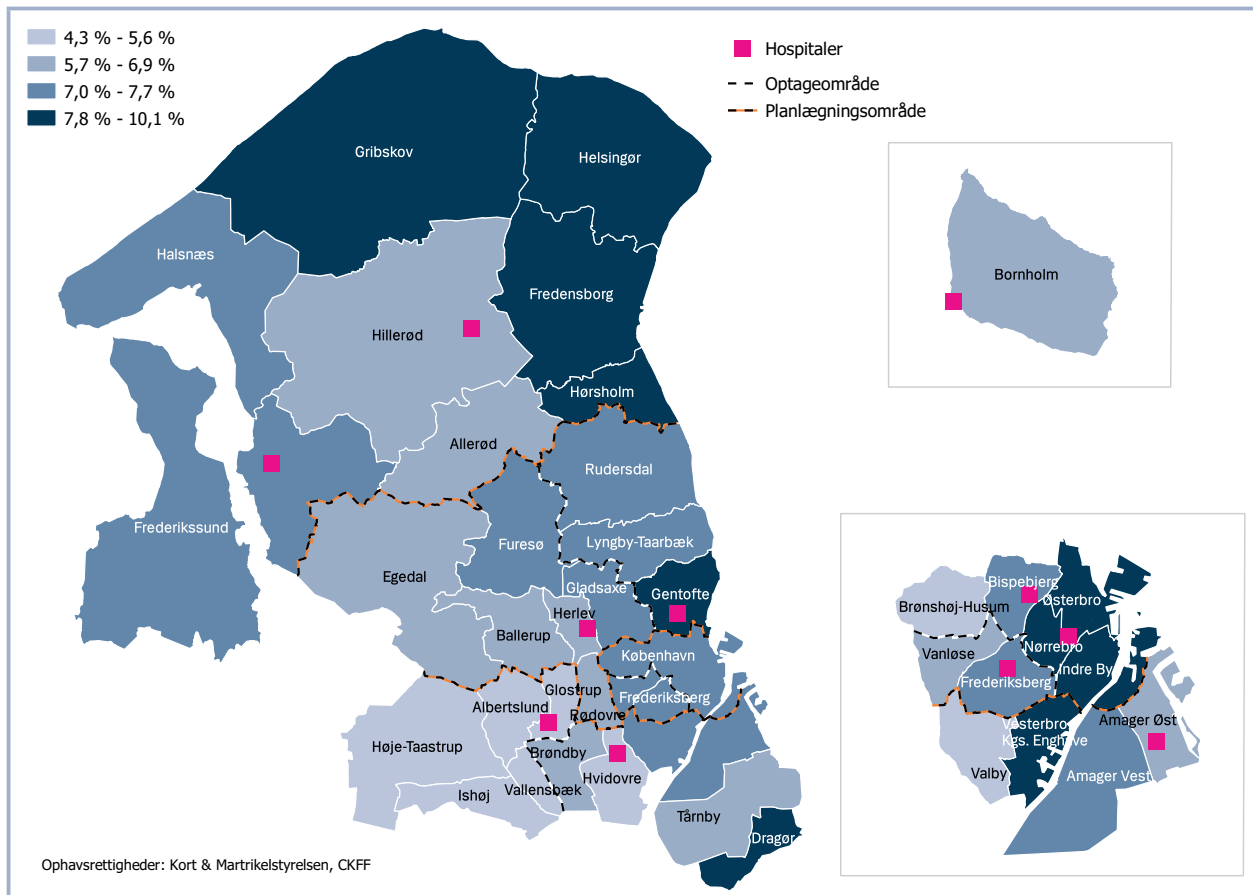 4,3 % - 5,6 %
5,7 % - 6,9 %
7,0 % - 7,7 %
7,8 % - 10,1 %
Hospitaler
Optageområde
Planlægningsområde
Gribskov
Helsingør
Halsnæs
Fredensborg
Hillerød
Hørsholm
Allerød
Rudersdal
Frederikssund
Furesø
Lyngby-Taarbæk
Egedal
Gladsaxe
Gentofte
Herlev
Ballerup
København
Glostrup
Frederiksberg
Albertslund
Rødovre
Høje-Taastrup
Brøndby
Hvidovre
Ishøj
Vallensbæk
Tårnby
Dragør
Bornholm
Bispebjerg
Brønshøj-Husum
Østerbro
Vanløse
Nørrebro
Indre By
Frederiksberg
Vesterbro
Kgs. Enghave
Amager Øst
Valby
Amager Vest
Ophavsrettigheder: Kort & Martrikelstyrelsen, CKFF